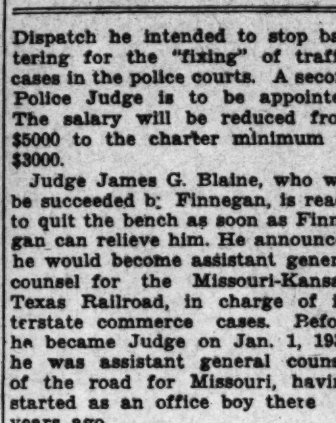 Dispatch he intended to stop ba
tering for the "fixing" of traf
cases in the police courts. A seco
Police Judge is to be appointe
The salary will be reduced fro
$5000 to the charter minimum
$3000.
Judge James G. Blaine, who w
be succeeded b: Finnegan, is rea
to quit the bench as soon as Finn
gan can relieve him. He announc
he would become assistant gener
counsel for the Missouri-Kansa
Texas Railroad, in charge of
terstate commerce cases. Befo
he became Judge on Jan. 1, 193
he was assistant general couns
of the road for Missouri, havin
started as an office boy there
years ago.